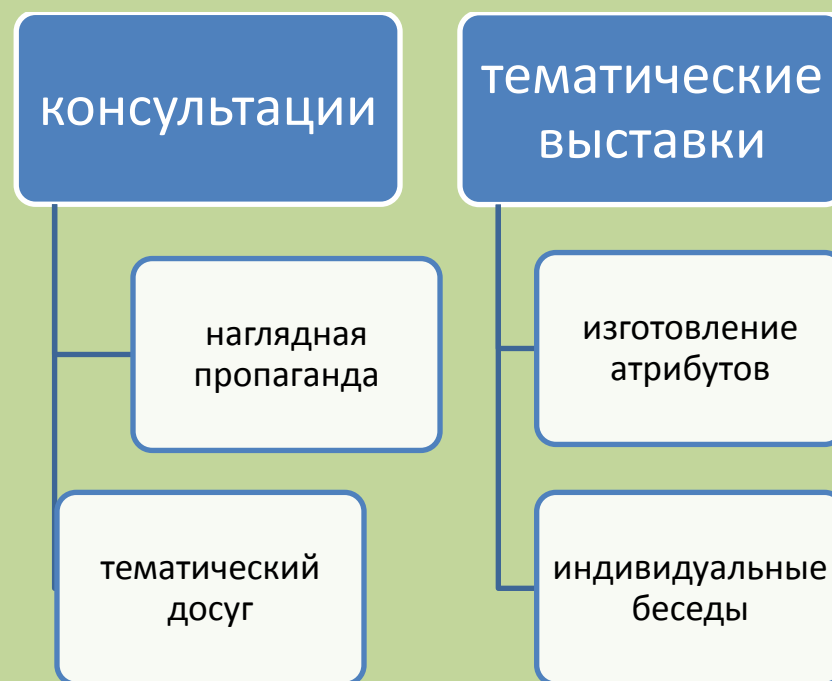 консультации
наглядная
пропаганда
тематический
досуг
тематические
выставки
изготовление
атрибутов
индивидуальные
беседы